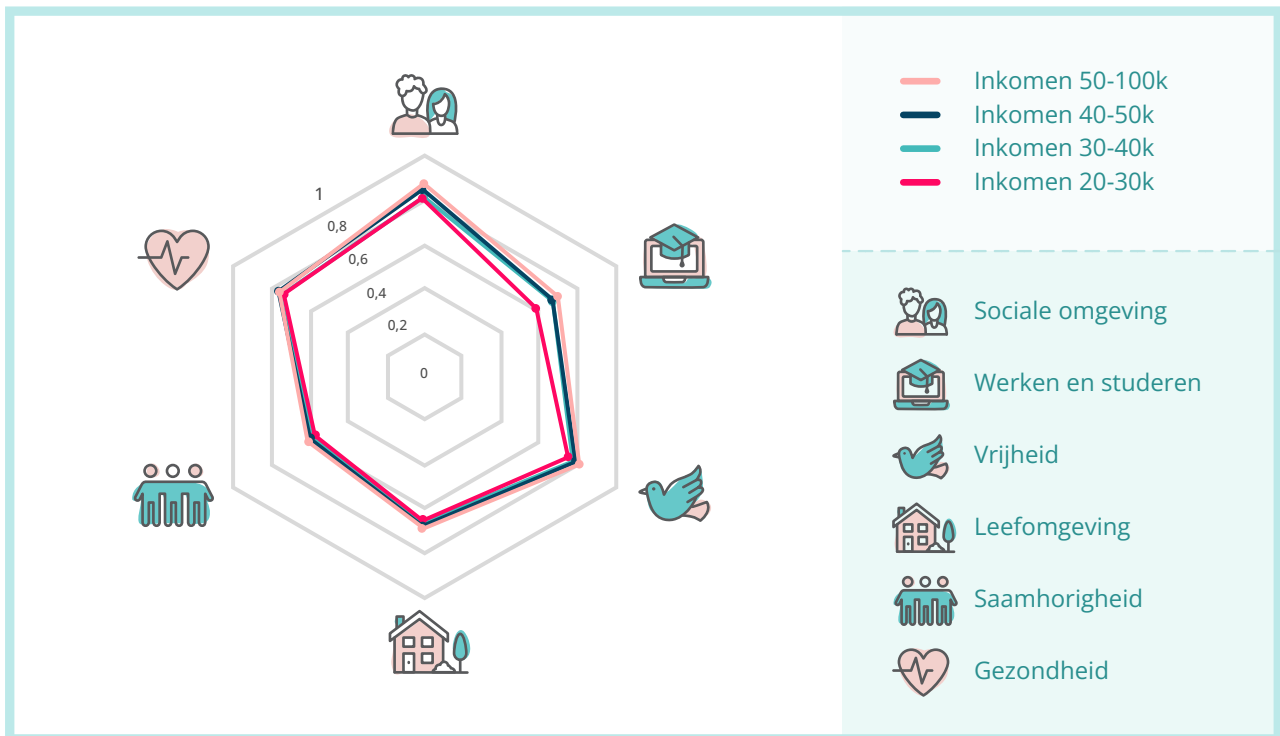 1
0,8
0,6
0,4
0,2
0
Inkomen 50-100k
Inkomen 40-50k
Inkomen 30-40k
Inkomen 20-30k
Sociale omgeving
Werken en studeren
Vrijheid
Leefomgeving
Saamhorigheid
Gezondheid